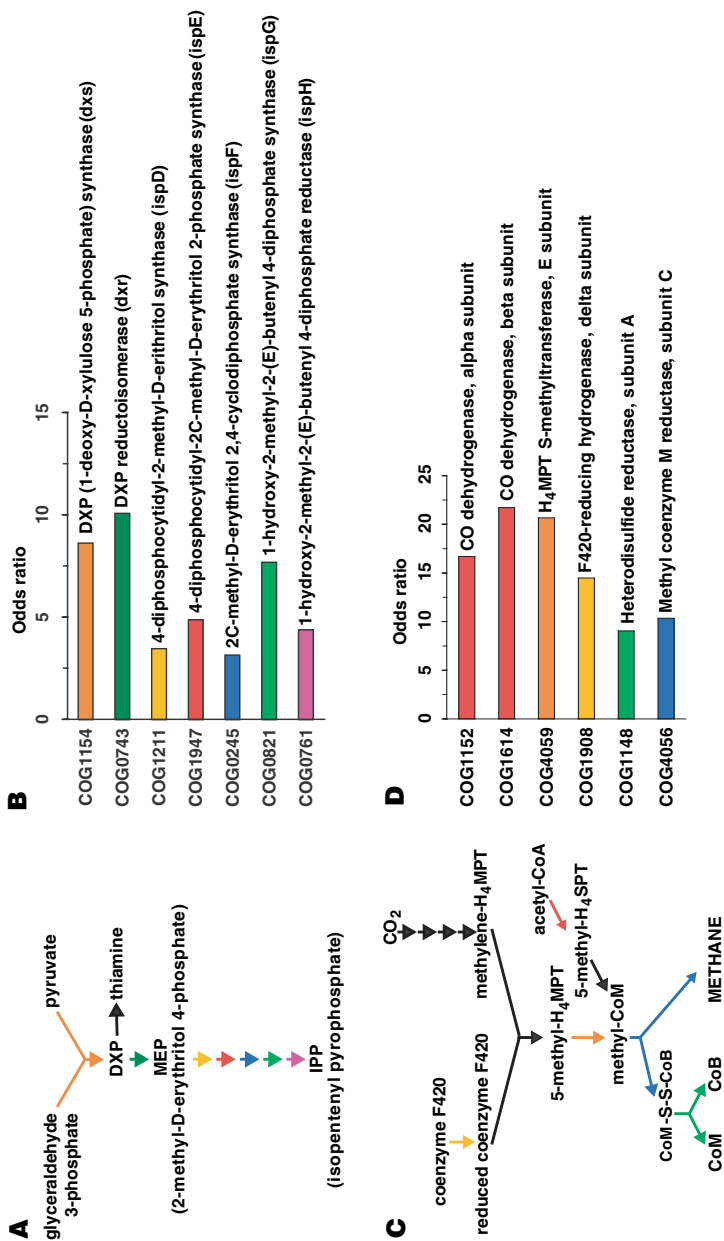 A
glyceraldehyde
3-phosphate
pyruvate
DXP
thiamine
MEP
(2-methyl-D-erythritol 4-phosphate)
IPP
(isopentenyl pyrophosphate)
B
Odds ratio
0
5
10
15
COG1154
DXP (1-deoxy-D-xylulose 5-phosphate) synthase (dxs)
COG0743
DXP reductoisomerase (dxr)
COG1211
4-diphosphocytidyl-2-methyl-D-erithritol synthase (ispD)
COG1947
4-diphosphocytidyl-2C-methyl-D-erythritol 2-phosphate synthase (ispE)
COG0245
2C-methyl-D-erythritol 2,4-cyclodiphosphate synthase (ispF)
COG0821
1-hydroxy-2-methyl-2-(E)-butenyl 4-diphosphate synthase (ispG)
COG0761
1-hydroxy-2-methyl-2-(E)-butenyl 4-diphosphate reductase (ispH)
C
CO2
coenzyme F420
reduced coenzyme F420
methylene-H4MPT
acetyl-CoA
5-methyl-H4MPT
5-methyl-H4SPT
methyl-CoM
CoM -S-S-CoB
METHANE
CoM
CoB
D
Odds ratio
0
5
10
15
20
25
COG1152
CO dehydrogenase, alpha subunit
COG1614
CO dehydrogenase, beta subunit
COG4059
H4MPT S-methyltransferase, E subunit
COG1908
F420-reducing hydrogenase, delta subunit
COG1148
Heterodisulfide reductase, subunit A
COG4056
Methyl coenzyme M reductase, subunit C